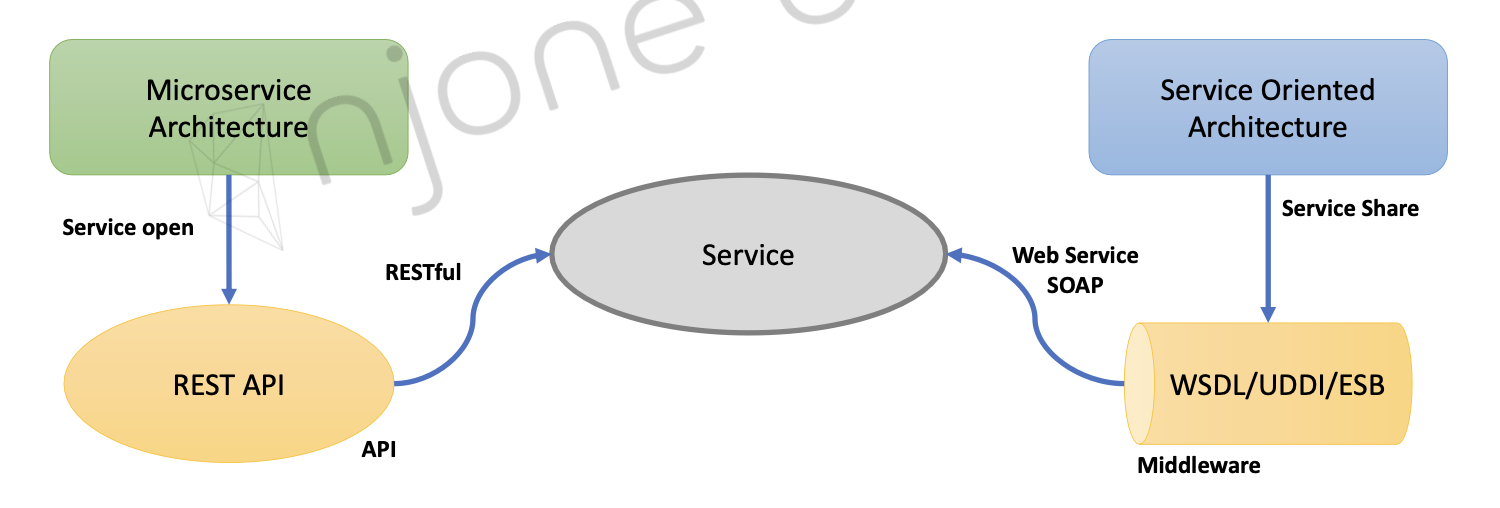 Microservice
Architecture
Service Oriented
Architecture
njone
Service open
Service Share
RESTful
Service
Web Service
SOAP
REST API
WSDL/UDDI/ESB
API
Middleware